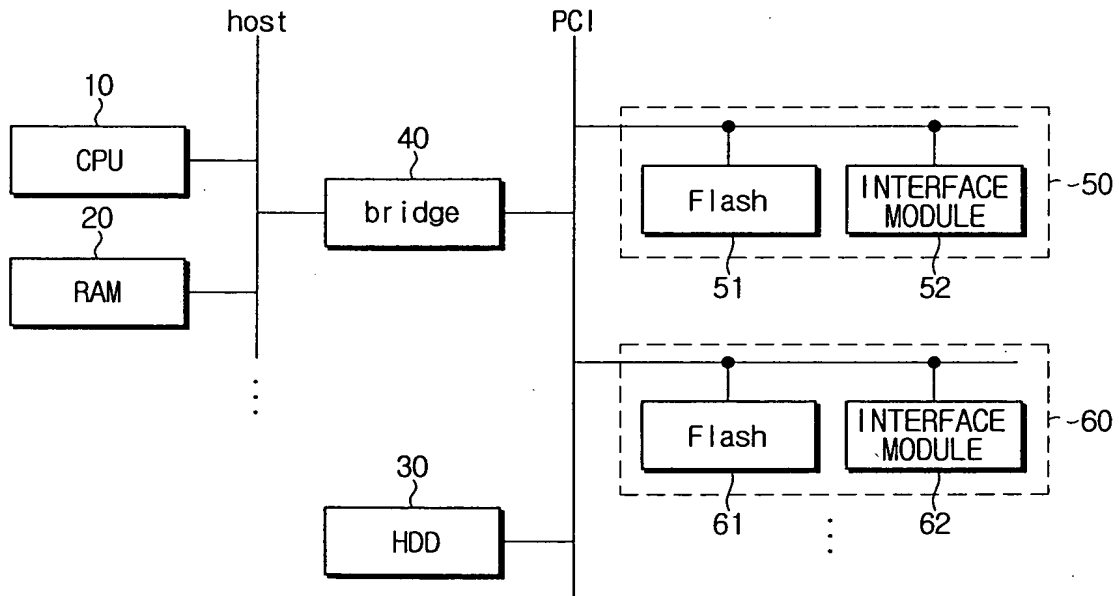 host
PCI
10
CPU
20
RAM
40
bridge
Flash
INTERFACE
MODULE
50
51
52
Flash
INTERFACE
MODULE
60
61
62
30
HDD